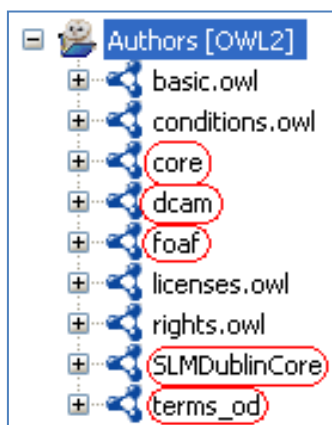 Authors [OWL2]
basic.owl
conditions.owl
core
dcam
foaf
licenses.owl
rights.owl
SLMDublinCore
terms_od